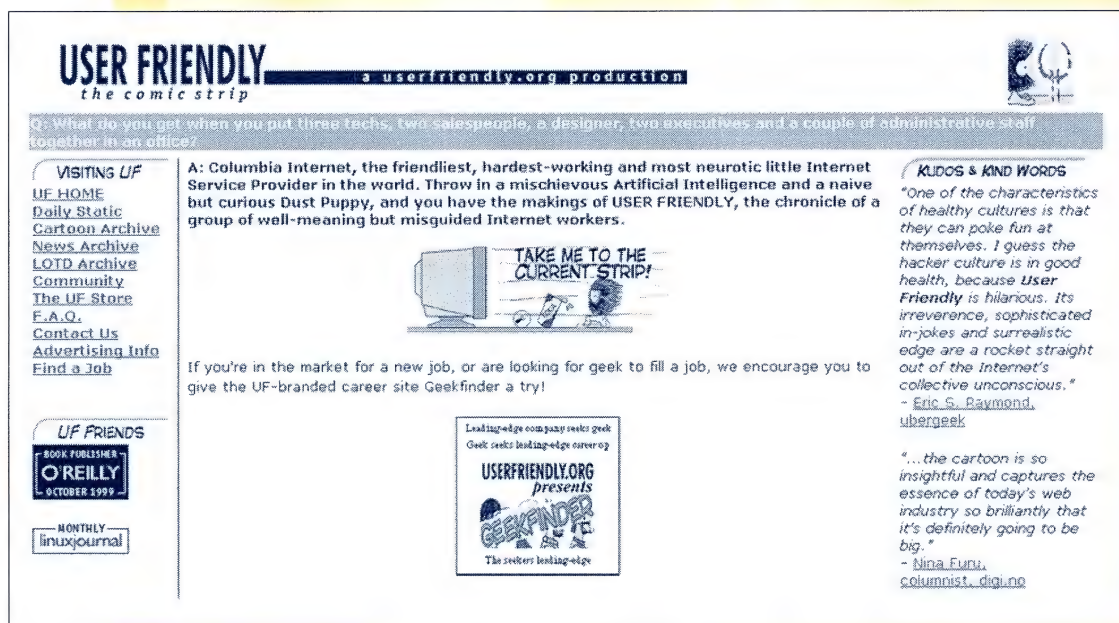 USER FRIENDLY
a userfriendly.org production
the comic strip
Q: What do you get when you put three techs, two salespeople, a designer, two executives and a couple of administrative staff
together in an office?
VISITING UF
UF HOME
Daily Static
Cartoon Archive
News Archive
LOTD Archive
Community
The UF Store
F.A.Q.
Contact Us
Advertising Info
Find a Job
UF FRIENDS
BOOK PUBLISHER
O'REILLY
OCTOBER 1999
MONTHLY
linuxjournal
A: Columbia Internet, the friendliest, hardest-working and most neurotic little Internet
Service Provider in the world. Throw in a mischievous Artificial Intelligence and a naive
but curious Dust Puppy, and you have the makings of USER FRIENDLY, the chronicle of a
group of well-meaning but misguided Internet workers.
TAKE ME TO THE
CURRENT STRIP!
If you're in the market for a new job, or are looking for geek to fill a job, we encourage you to
give the UF-branded career site Geekfinder a try!
Leading-edge company seeks geek
Geek seeks leading-edge career op
USERFRIENDLY.ORG
presents
GEEKFINDER
The seekers leading-edge
KUDOS & KIND WORDS
"One of the characteristics
of healthy cultures is that
they can poke fun at
themselves. I guess the
hacker culture is in good
health, because User
Friendly is hilarious. Its
irreverence, sophisticated
in-jokes and surrealistic
edge are a rocket straight
out of the Internet's
collective unconscious."
- Eric S. Raymond,
ubergeek
"...the cartoon is so
insightful and captures the
essence of today's web
industry so brilliantly that
it's definitely going to be
big."
- Nina Furu,
columnist, digi.no